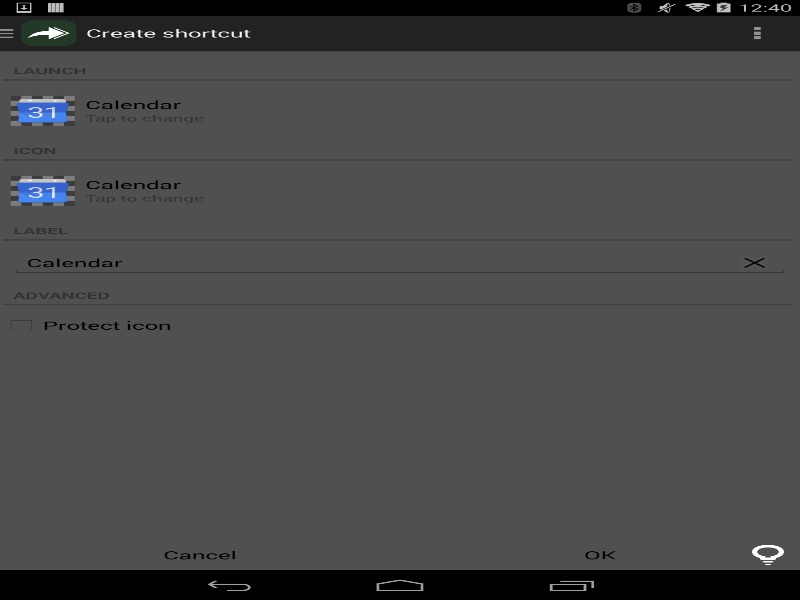 12:40
Create shortcut
LAUNCH
31
Calendar
Tap to change
ICON
31
Calendar
Tap to change
LABEL
Calendar
ADVANCED
Protect icon
Cancel
OK